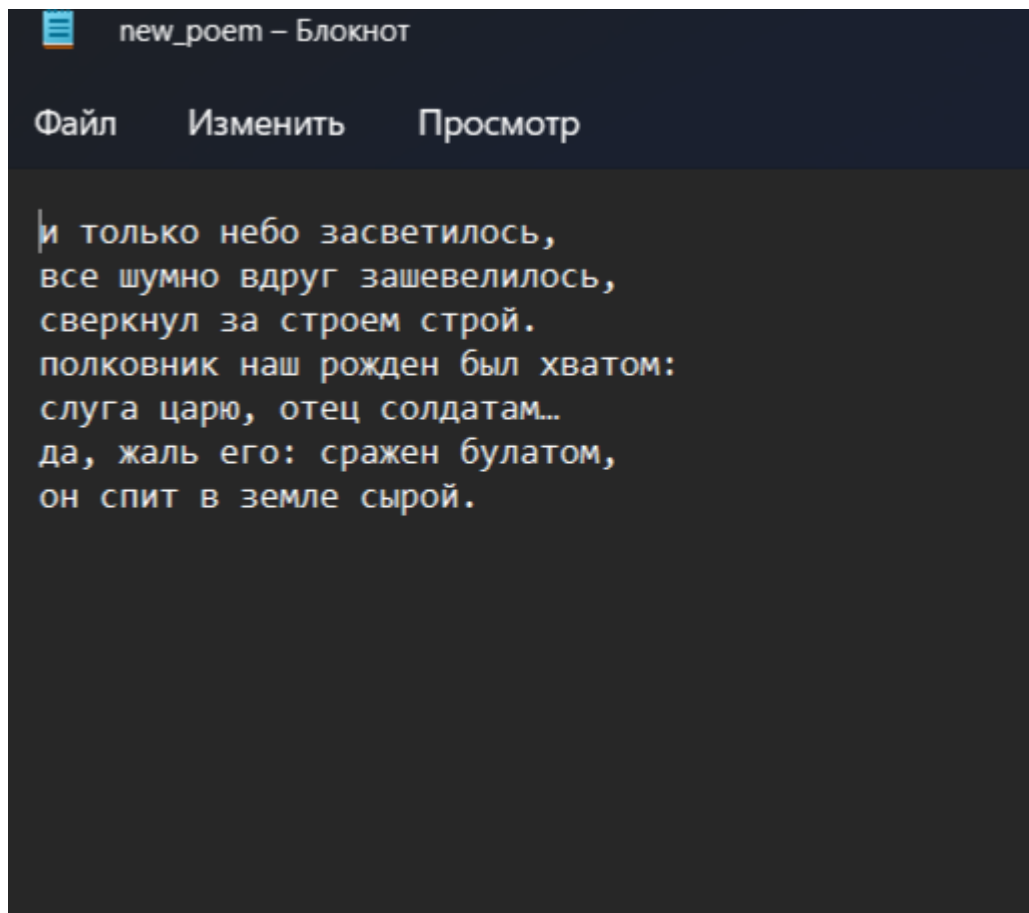 new_poem – Блокнот
Файл Изменить Просмотр
и только небо засветилось,
все шумно вдруг зашевелилось,
сверкнул за строем строй.
полковник наш рожден был хватом:
слуга царю, отец солдатам…
да, жаль его: сражен булатом,
он спит в земле сырой.